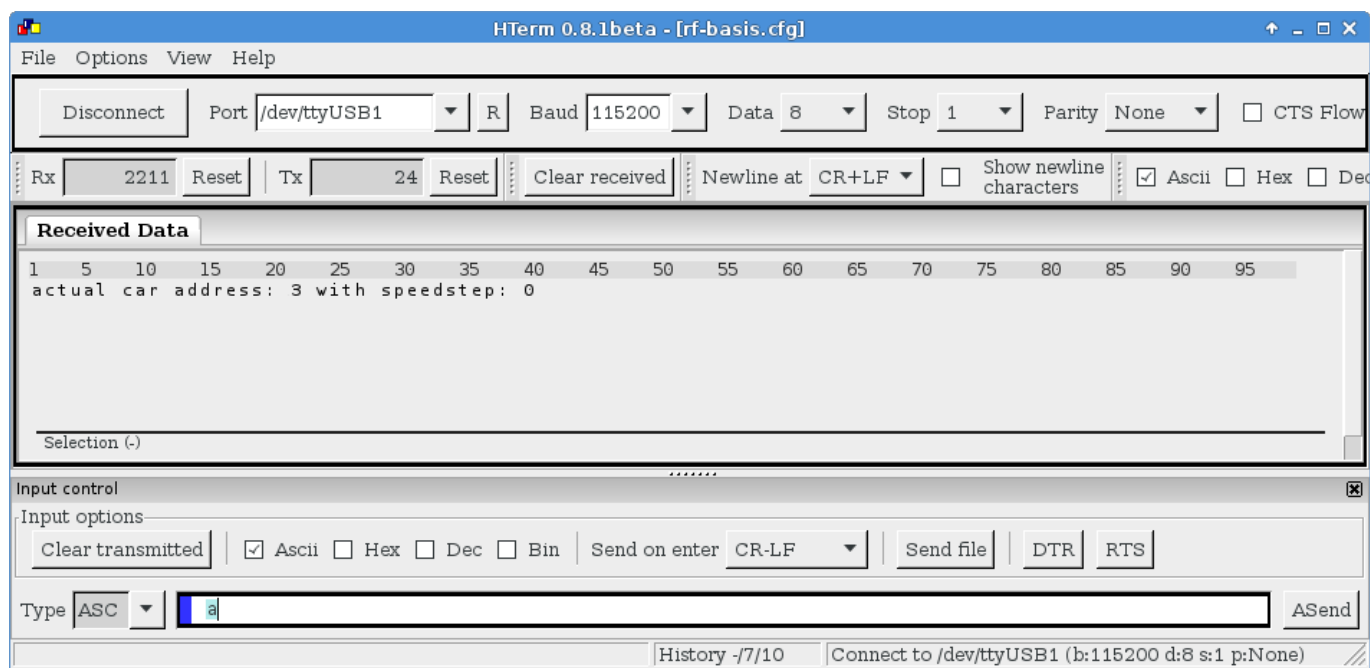 HTerm 0.8.1beta - [rf-basis.cfg]
File Options View Help
Disconnect Port /dev/ttyUSB1 R Baud 115200 Data 8 Stop 1 Parity None CTS Flow
Rx 2211 Reset Tx 24 Reset Clear received Newline at CR+LF Show newline characters Ascii Hex Dec
Received Data
1 5 10 15 20 25 30 35 40 45 50 55 60 65 70 75 80 85 90 95
actual car address: 3 with speedstep: 0
Selection (-)
Input control
Input options
Clear transmitted Ascii Hex Dec Bin Send on enter CR-LF Send file DTR RTS
Type ASC a ASend
History -/7/10 Connect to /dev/ttyUSB1 (b:115200 d:8 s:1 p:None)